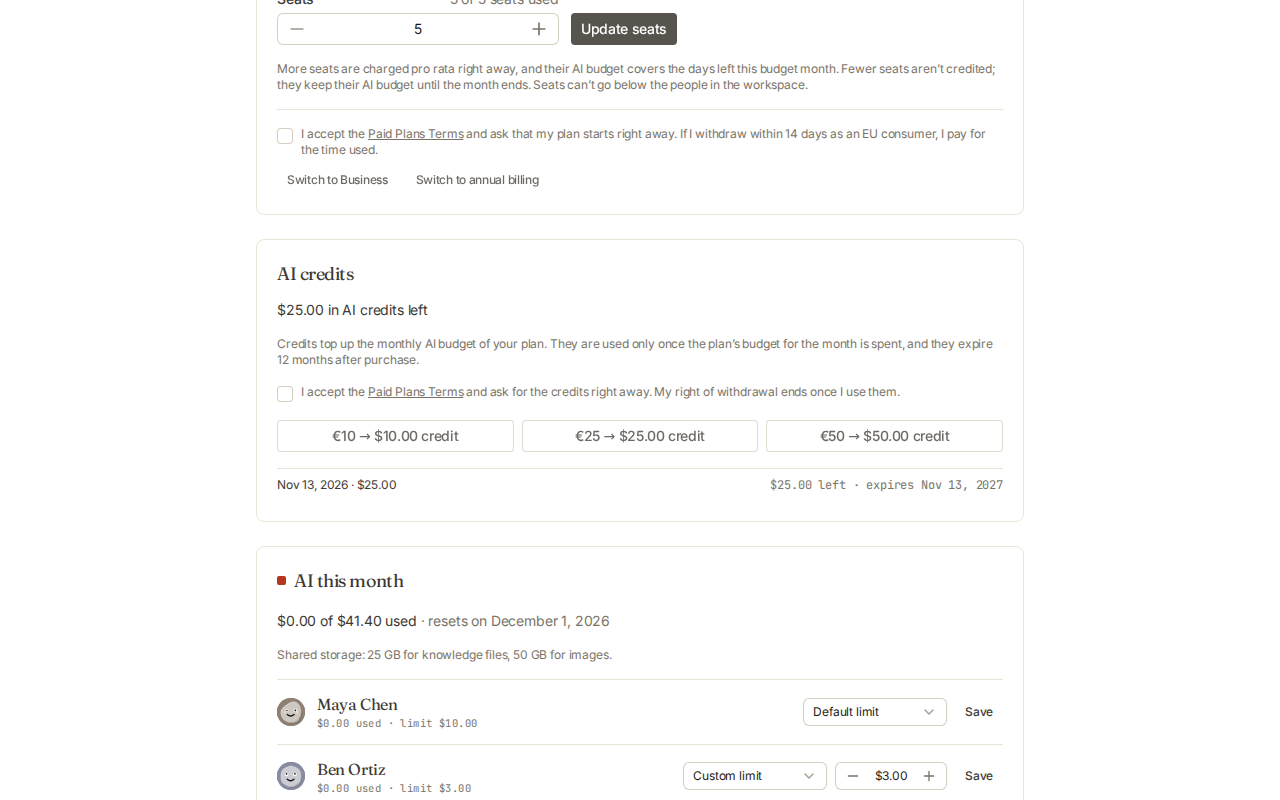 Seats 5 of 5 seats used
5 Update seats
More seats are charged pro rata right away, and their AI budget covers the days left this budget month. Fewer seats aren't credited;
they keep their AI budget until the month ends. Seats can't go below the people in the workspace.
I accept the Paid Plans Terms and ask that my plan starts right away. If I withdraw within 14 days as an EU consumer, I pay for
the time used.
Switch to Business Switch to annual billing
AI credits
$25.00 in AI credits left
Credits top up the monthly AI budget of your plan. They are used only once the plan's budget for the month is spent, and they expire
12 months after purchase.
I accept the Paid Plans Terms and ask for the credits right away. My right of withdrawal ends once I use them.
€10 → $10.00 credit €25 → $25.00 credit €50 → $50.00 credit
Nov 13, 2026 · $25.00 $25.00 left · expires Nov 13, 2027
AI this month
$0.00 of $41.40 used · resets on December 1, 2026
Shared storage: 25 GB for knowledge files, 50 GB for images.
Maya Chen
$0.00 used · limit $10.00
Default limit Save
Ben Ortiz
$0.00 used · limit $3.00
Custom limit $3.00 Save